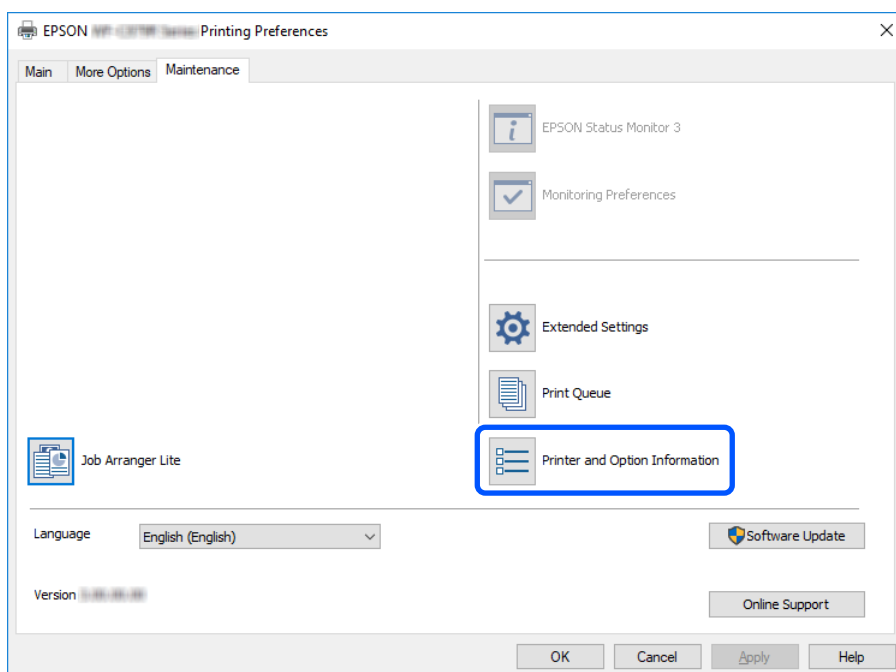 EPSON Printing Preferences
Main
More Options
Maintenance
EPSON Status Monitor 3
Monitoring Preferences
Extended Settings
Print Queue
Job Arranger Lite
Printer and Option Information
Language
English (English)
Software Update
Version
Online Support
OK
Cancel
Apply
Help